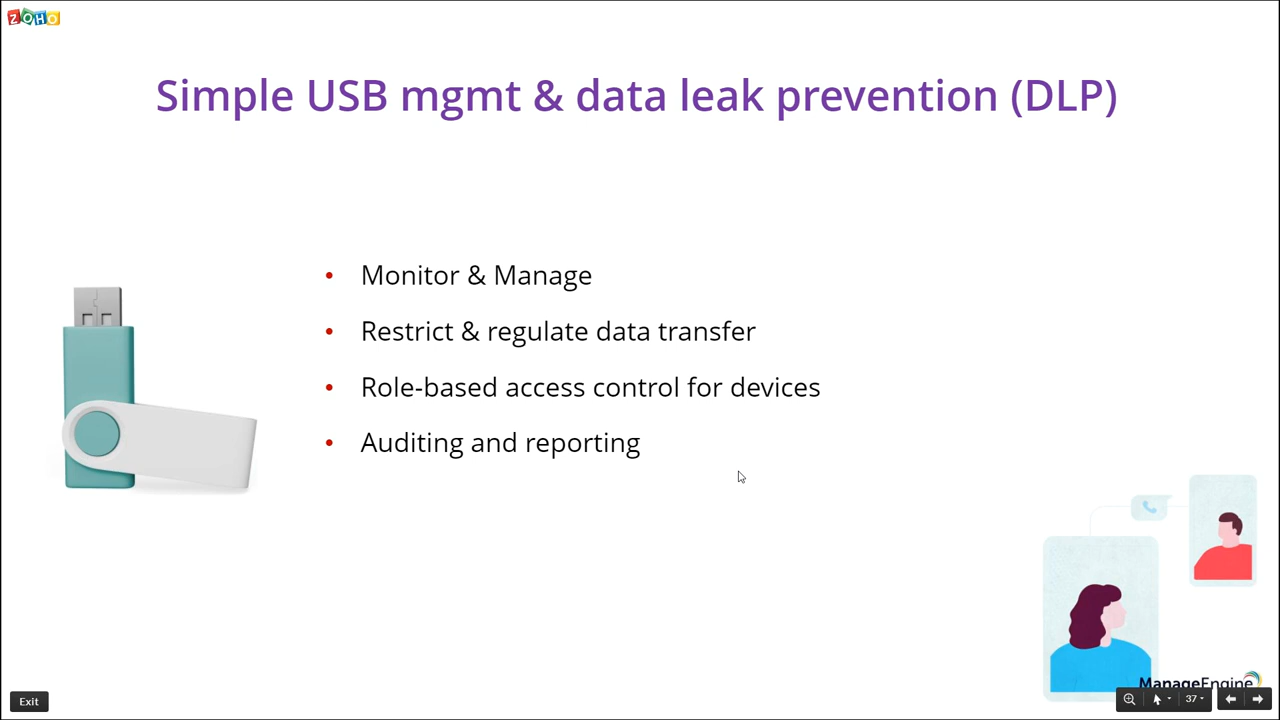 ZOHO
Simple USB mgmt & data leak prevention (DLP)
• Monitor & Manage
• Restrict & regulate data transfer
• Role-based access control for devices
• Auditing and reporting
ManageEngine
Exit
37